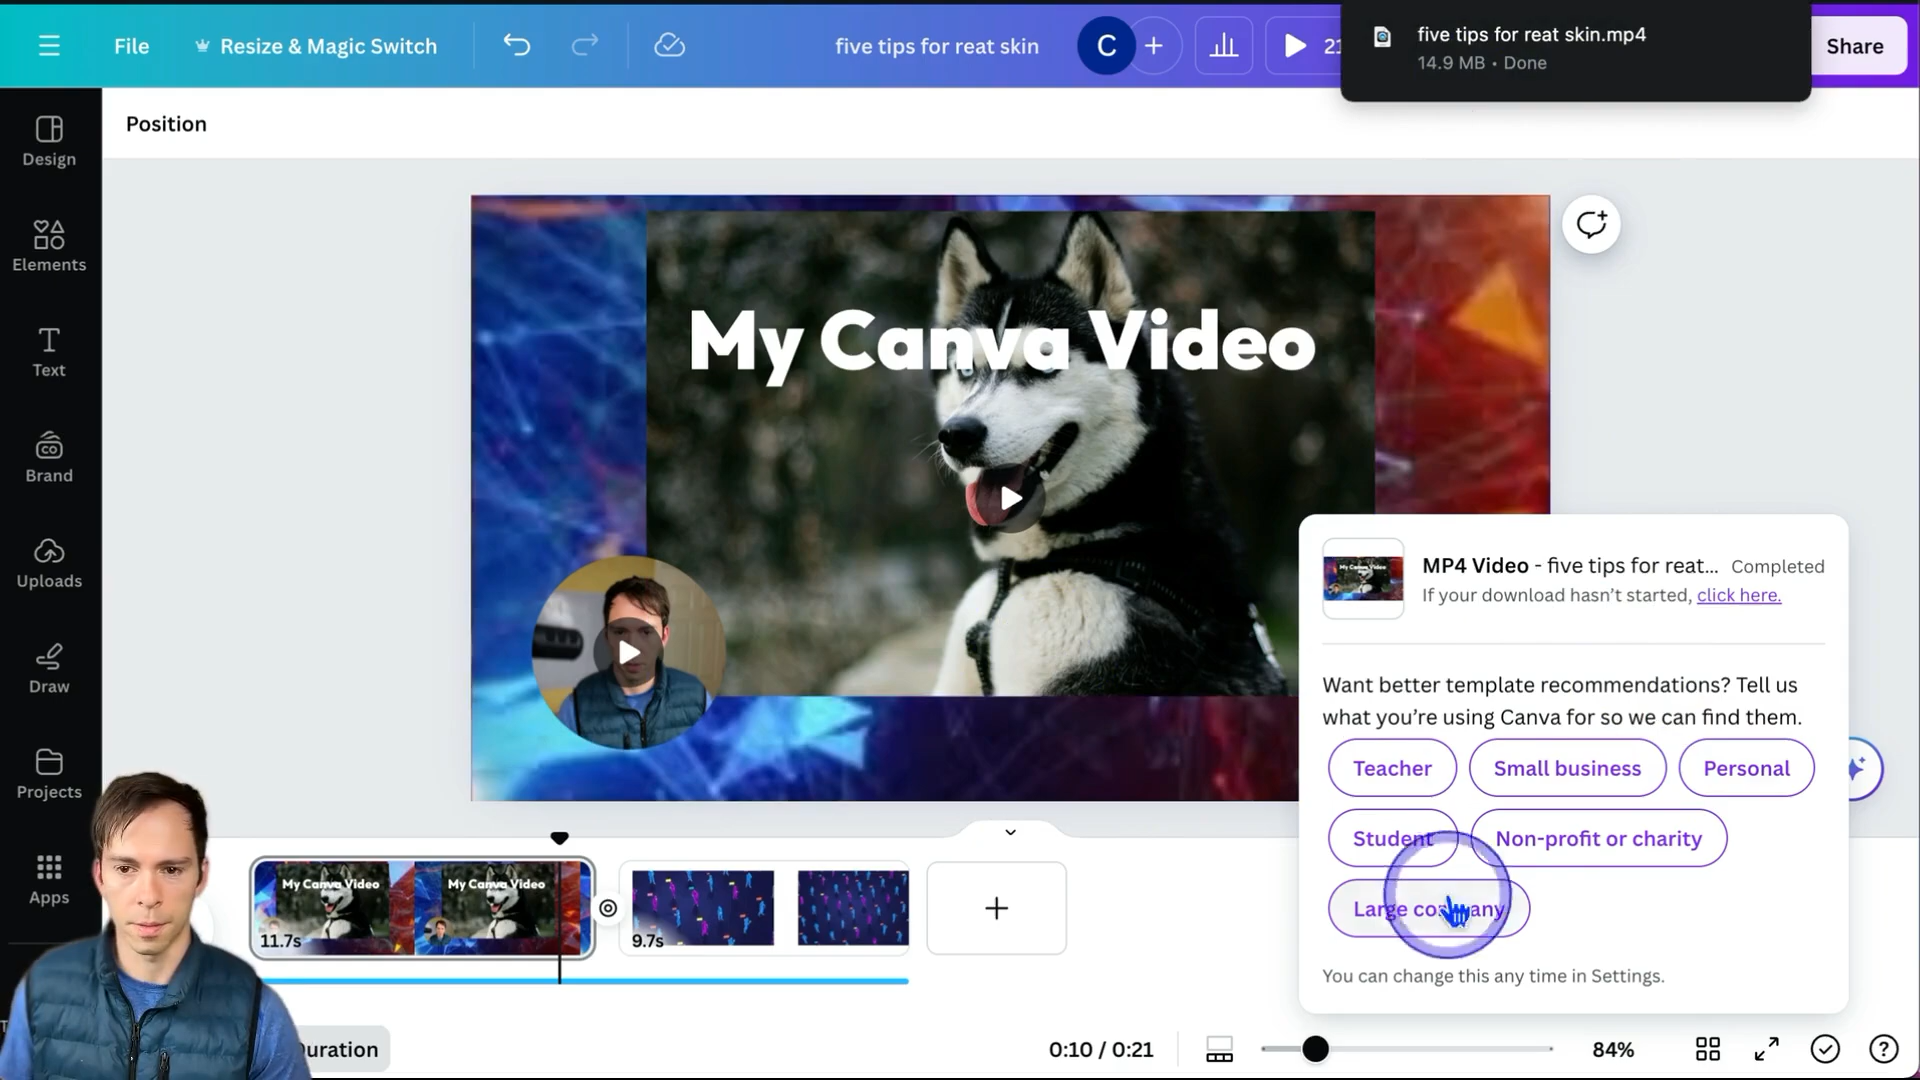 File
Resize & Magic Switch
five tips for reat skin
C
five tips for reat skin.mp4
14.9 MB • Done
Share
Position
Design
Elements
Text
Brand
Uploads
Draw
Projects
Apps
My Canva Video
MP4 Video - five tips for reat...
Completed
If your download hasn't started, click here.
Want better template recommendations? Tell us
what you're using Canva for so we can find them.
Teacher
Small business
Personal
Student
Non-profit or charity
Large company
You can change this any time in Settings.
My Canva Video
My Canva Video
11.7s
9.7s
0:10 / 0:21
84%